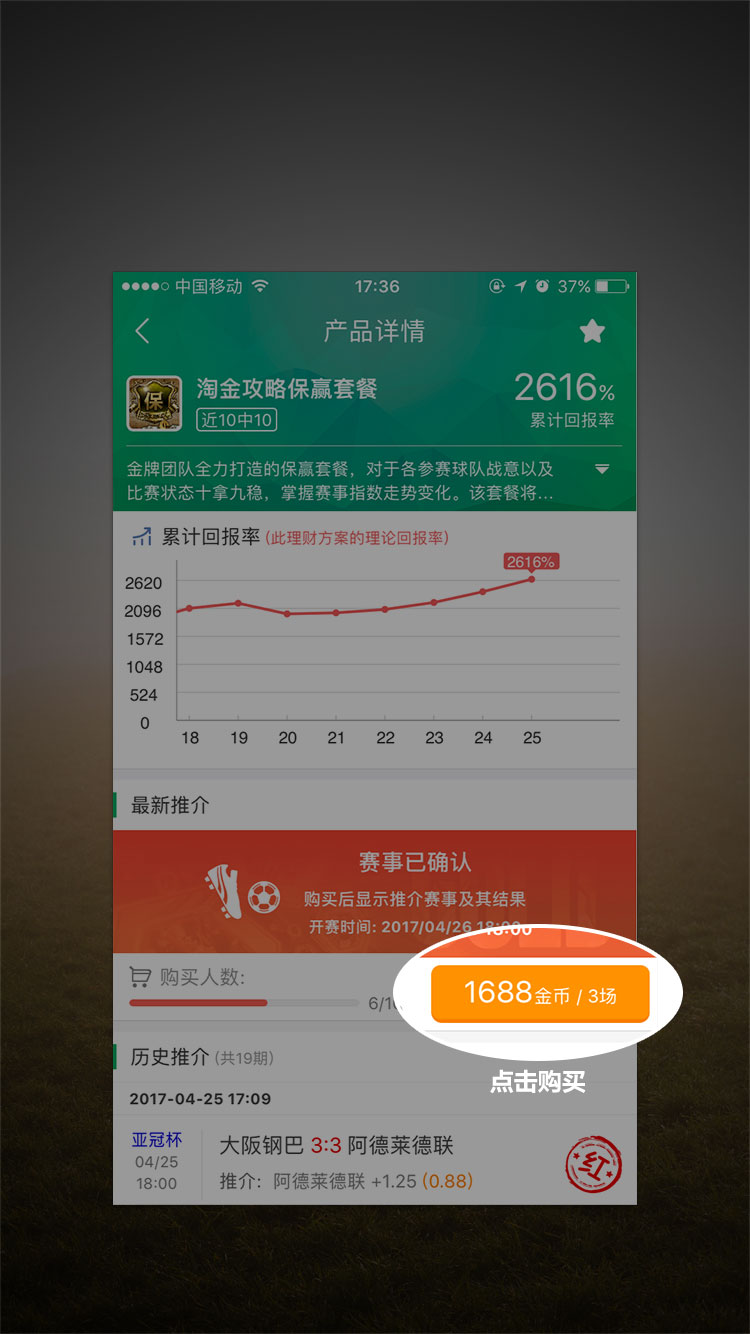 中国移动
17:36
37%
产品详情
保
淘金攻略保赢套餐
近10中10
2616%
累计回报率
金牌团队全力打造的保赢套餐，对于各参赛球队战意以及
比赛状态十拿九稳，掌握赛事指数走势变化。该套餐将...
累计回报率(此理财方案的理论回报率)
2616%
2620
2096
1572
1048
524
0
18 19 20 21 22 23 24 25
最新推介
赛事已确认
购买后显示推介赛事及其结果
开赛时间: 2017/04/26 18:00
购买人数:
1688金币 / 3场
点击购买
历史推介 (共19期)
2017-04-25 17:09
亚冠杯
04/25
18:00
大阪钢巴 3:3 阿德莱德联
推介: 阿德莱德联 +1.25 (0.88)
红